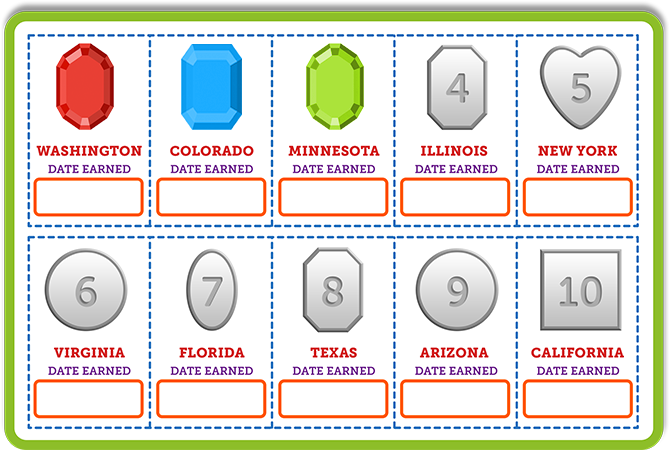 4 5
WASHINGTON COLORADO MINNESOTA ILLINOIS NEW YORK
DATE EARNED DATE EARNED DATE EARNED DATE EARNED DATE EARNED
6 7 8 9 10
VIRGINIA FLORIDA TEXAS ARIZONA CALIFORNIA
DATE EARNED DATE EARNED DATE EARNED DATE EARNED DATE EARNED